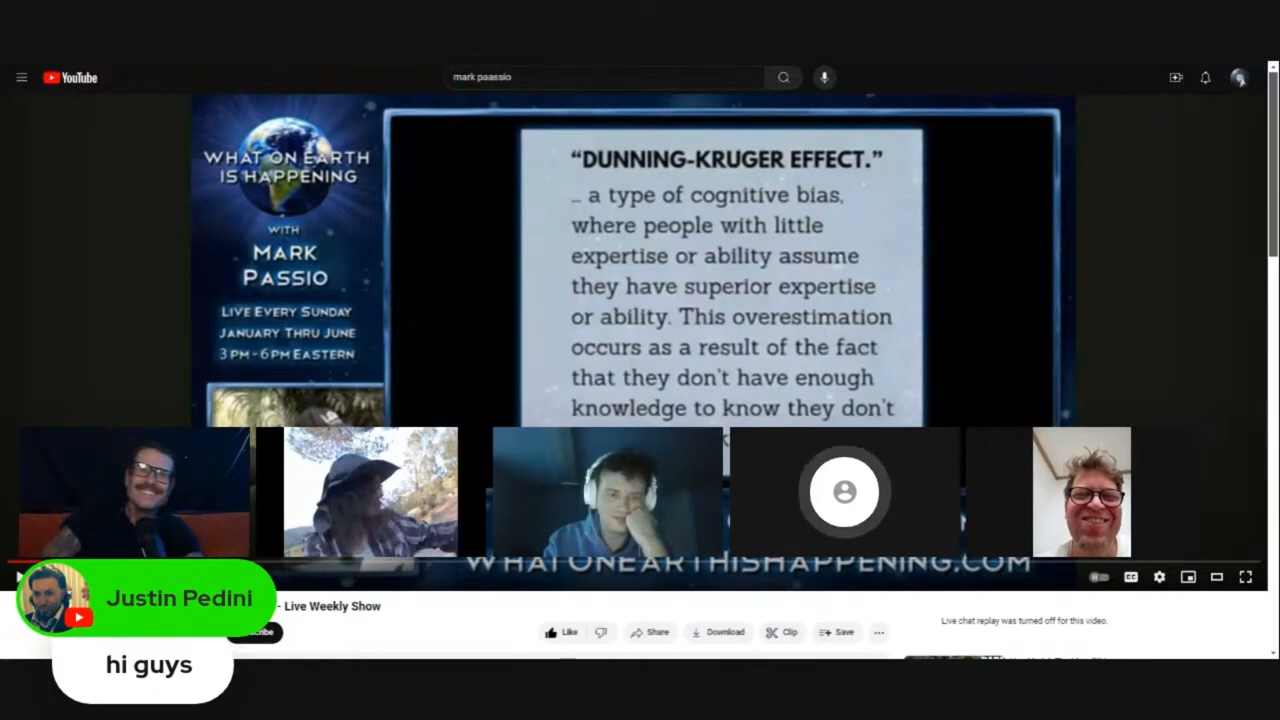 YouTube
mark paassio
WHAT ON EARTH
IS HAPPENING
WITH
MARK
PASSIO
LIVE EVERY SUNDAY
JANUARY THRU JUNE
3 PM - 6 PM EASTERN
“DUNNING-KRUGER EFFECT.”
... a type of cognitive bias,
where people with little
expertise or ability assume
they have superior expertise
or ability. This overestimation
occurs as a result of the fact
that they don't have enough
knowledge to know they don't
WHATONEARTHISHAPPENING.COM
- Live Weekly Show
Like
Share
Download
Clip
Save
Live chat replay was turned off for this video.
Justin Pedini
hi guys